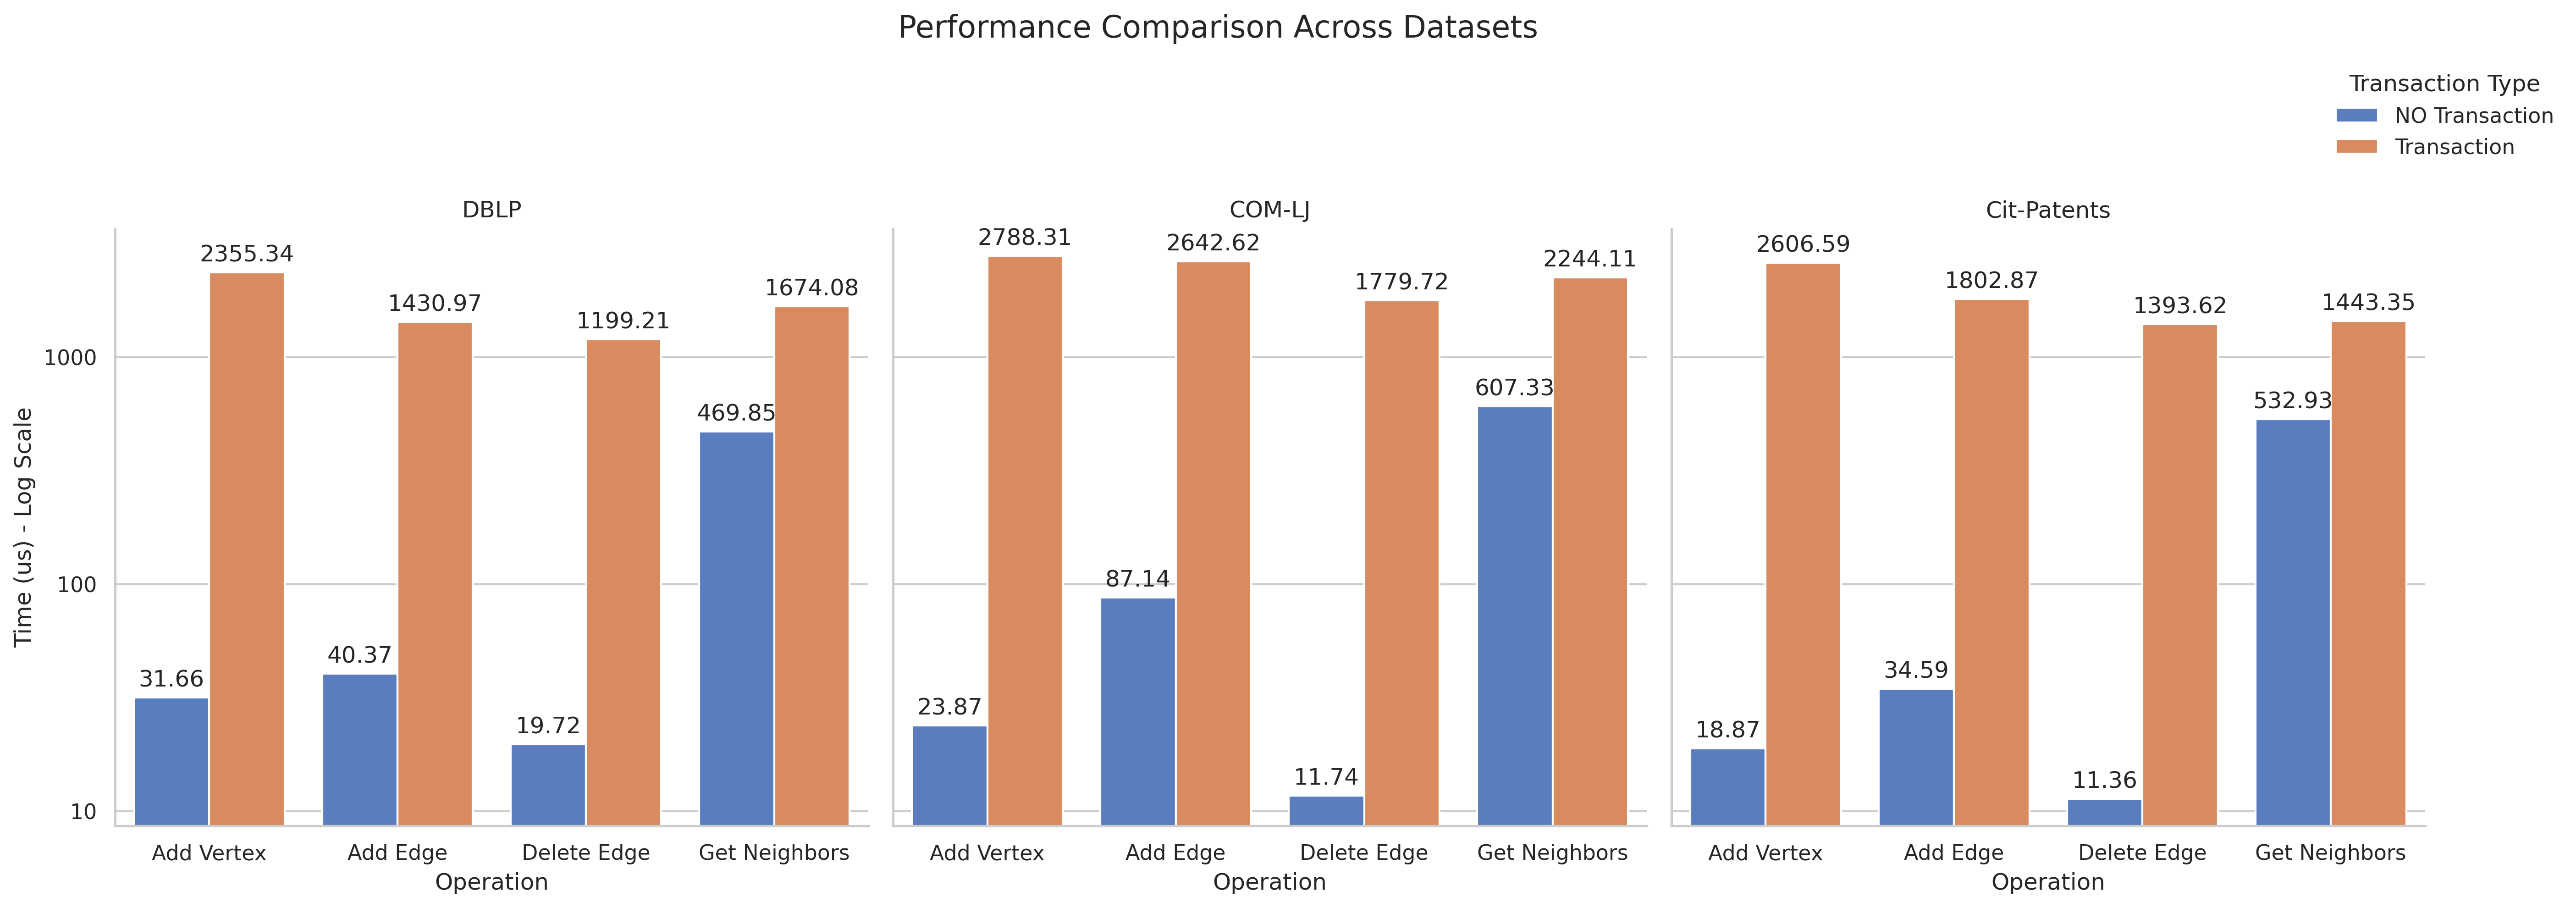 Performance Comparison Across Datasets
Transaction Type
NO Transaction
Transaction
DBLP
COM-LJ
Cit-Patents
Time (us) - Log Scale
1000
100
10
31.66
2355.34
40.37
1430.97
19.72
1199.21
469.85
1674.08
23.87
2788.31
87.14
2642.62
11.74
1779.72
607.33
2244.11
18.87
2606.59
34.59
1802.87
11.36
1393.62
532.93
1443.35
Add Vertex
Add Edge
Delete Edge
Get Neighbors
Operation
Add Vertex
Add Edge
Delete Edge
Get Neighbors
Operation
Add Vertex
Add Edge
Delete Edge
Get Neighbors
Operation